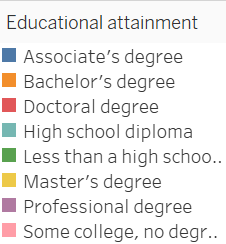 Educational attainment
Associate's degree
Bachelor's degree
Doctoral degree
High school diploma
Less than a high schoo..
Master's degree
Professional degree
Some college, no degr..